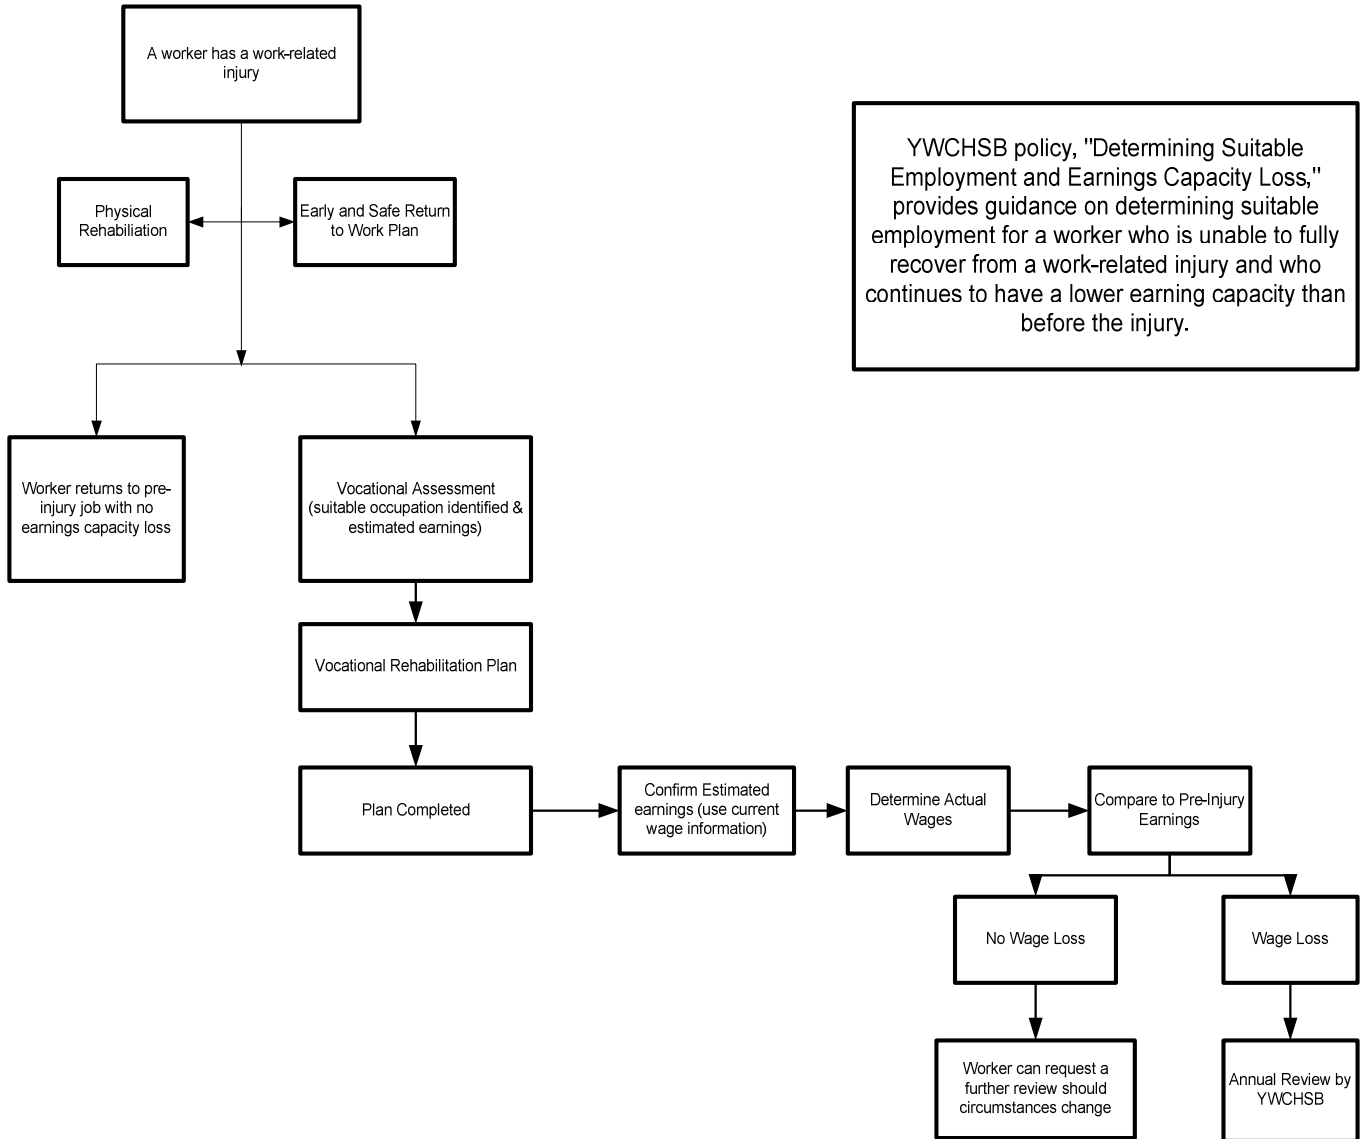 A worker has a work-related
injury
YWCHSB policy, "Determining Suitable
Employment and Earnings Capacity Loss,"
provides guidance on determining suitable
employment for a worker who is unable to fully
recover from a work-related injury and who
continues to have a lower earning capacity than
before the injury.
Physical
Rehabiliation
Early and Safe Return
to Work Plan
Worker returns to pre-
injury job with no
earnings capacity loss
Vocational Assessment
(suitable occupation identified &
estimated earnings)
Vocational Rehabilitation Plan
Plan Completed
Confirm Estimated
earnings (use current
wage information)
Determine Actual
Wages
Compare to Pre-Injury
Earnings
No Wage Loss
Wage Loss
Worker can request a
further review should
circumstances change
Annual Review by
YWCHSB